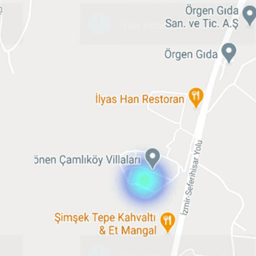 Örgen Gıda
San. ve Tic. A.Ş
Örgen Gıda
İlyas Han Restoran
önen Çamlıköy Villaları
İzmir Seferihisar Yolu
Şimşek Tepe Kahvaltı
& Et Mangal